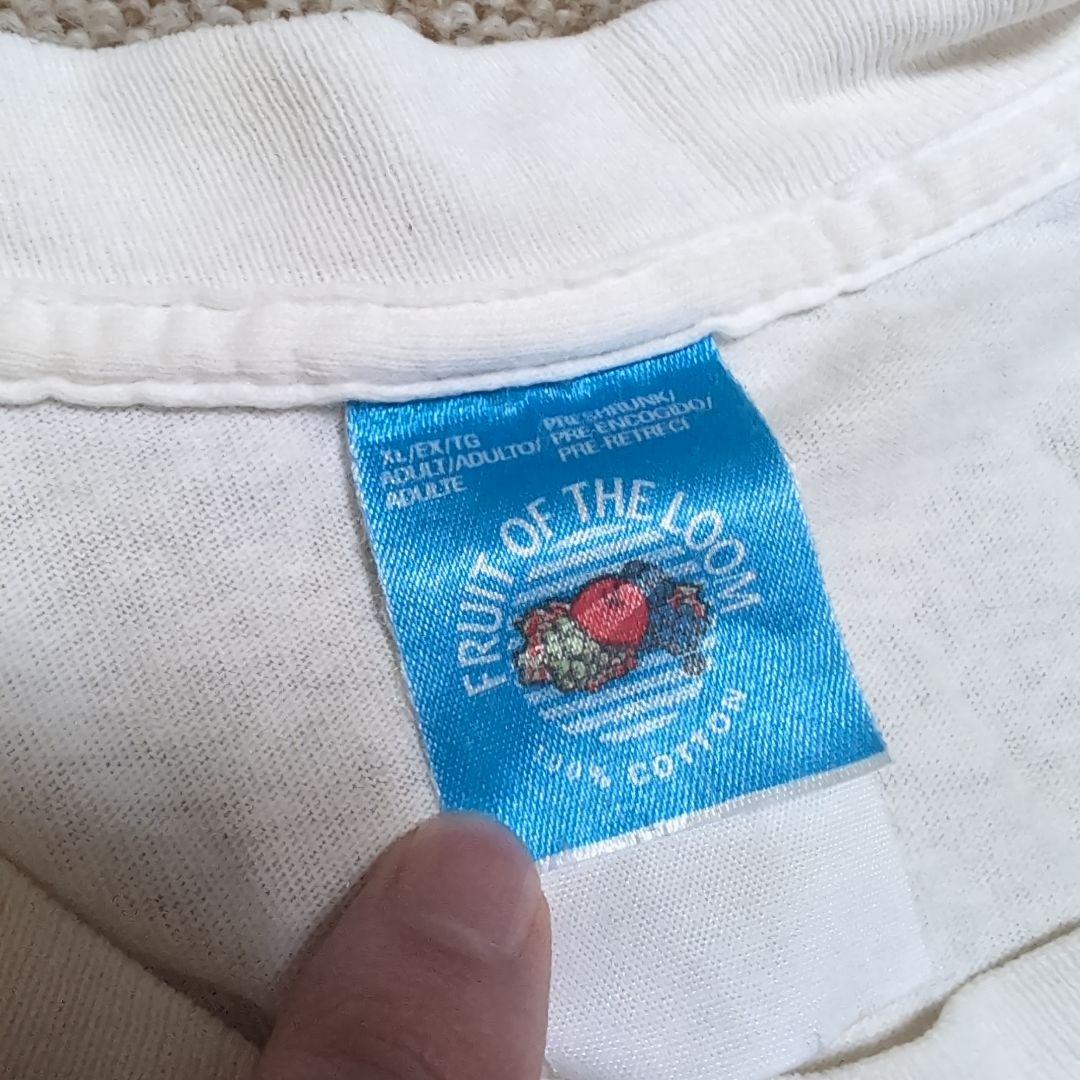 XL/EX/TG
ADULT/ADULTO/
ADULTE
PRESHRUNK/
PRE-ENCOGIDO/
PRE-RETRECI
FRUIT OF THE LOOM
100% COTTON